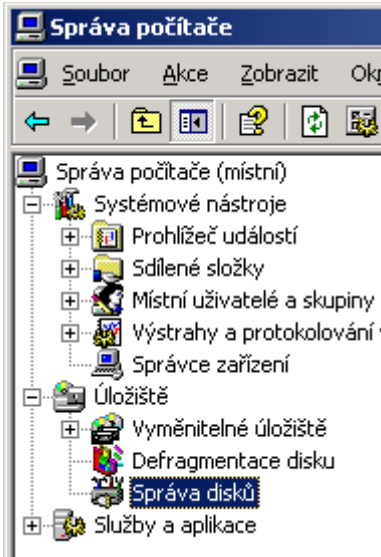 Správa počítače
Soubor Akce Zobrazit
Správa počítače (místní)
Systémové nástroje
Prohlížeč událostí
Sdílené složky
Místní uživatelé a skupiny
Výstrahy a protokolování
Správce zařízení
Úložiště
Vyměnitelné úložiště
Defragmentace disku
Správa disků
Služby a aplikace